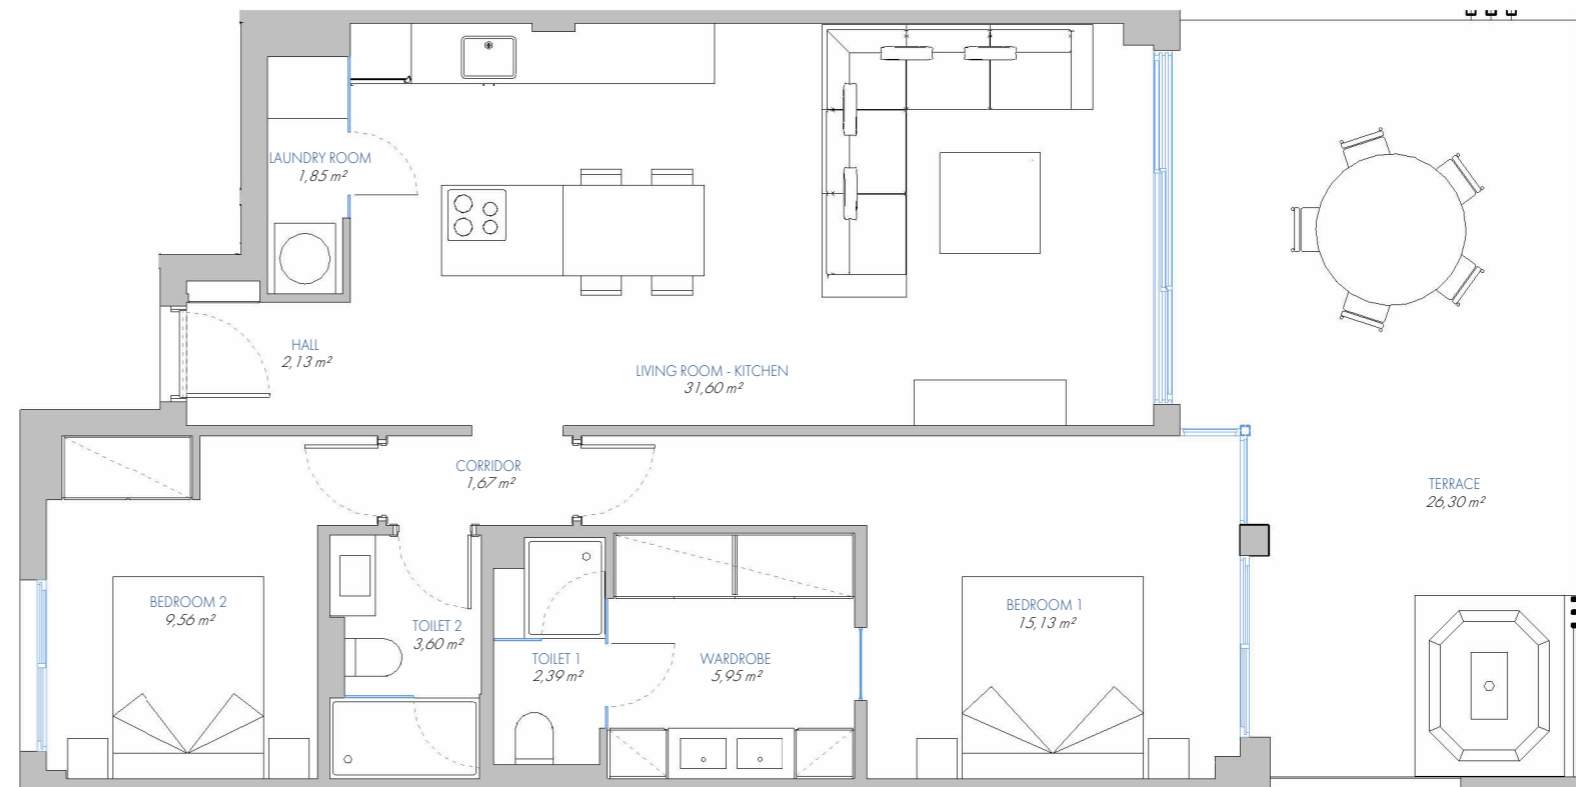 LAUNDRY ROOM
1,85 m²
HALL
2,13 m²
LIVING ROOM - KITCHEN
31,60 m²
CORRIDOR
1,67 m²
TERRACE
26,30 m²
BEDROOM 2
9,56 m²
TOILET 2
3,60 m²
TOILET 1
2,39 m²
WARDROBE
5,95 m²
BEDROOM 1
15,13 m²